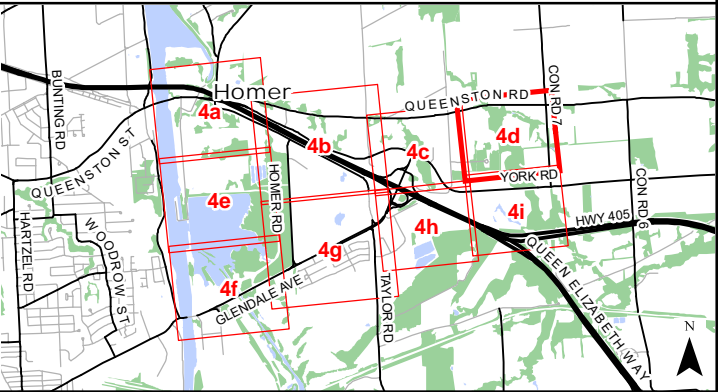 Homer
4a
4b
4c
4d
4e
4f
4g
4h
4i
QUEENSTON RD
CON RD 7
YORK RD
BUNTING RD
QUEENSTON ST
HOMER RD
HARTZEL RD
WOODROW ST
GLENDALE AVE
TAYLOR RD
HWY 405
CON RD 6
QUEEN ELIZABETH WAY
N